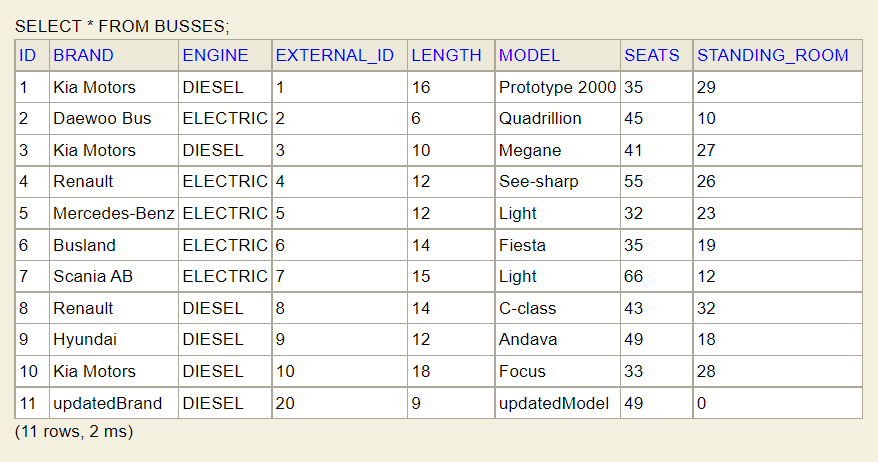 SELECT * FROM BUSSES;
ID BRAND ENGINE EXTERNAL_ID LENGTH MODEL SEATS STANDING_ROOM
1 Kia Motors DIESEL 1 16 Prototype 2000 35 29
2 Daewoo Bus ELECTRIC 2 6 Quadrillion 45 10
3 Kia Motors DIESEL 3 10 Megane 41 27
4 Renault ELECTRIC 4 12 See-sharp 55 26
5 Mercedes-Benz ELECTRIC 5 12 Light 32 23
6 Busland ELECTRIC 6 14 Fiesta 35 19
7 Scania AB ELECTRIC 7 15 Light 66 12
8 Renault DIESEL 8 14 C-class 43 32
9 Hyundai DIESEL 9 12 Andava 49 18
10 Kia Motors DIESEL 10 18 Focus 33 28
11 updatedBrand DIESEL 20 9 updatedModel 49 0
(11 rows, 2 ms)